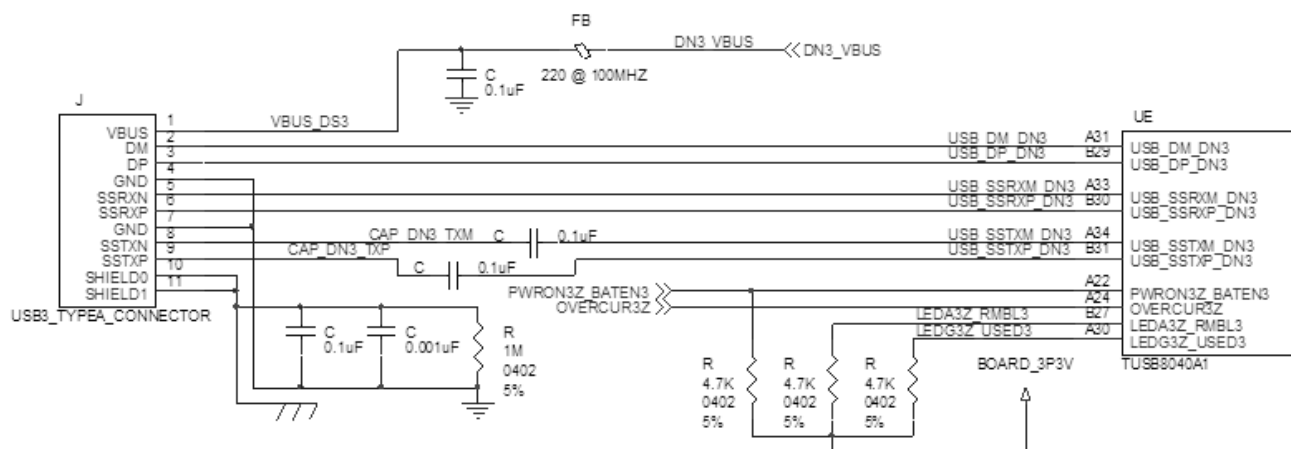 FB
DN3_VBUS
DN3_VBUS
C
0.1uF
220 @ 100MHZ
J
UE
1
VBUS
VBUS_DS3
2
DM
USB_DM_DN3
A31
USB_DM_DN3
3
DP
USB_DP_DN3
B29
USB_DP_DN3
4
GND
5
SSRXN
USB_SSRXM_DN3
A33
USB_SSRXM_DN3
6
SSRXP
USB_SSRXP_DN3
B30
USB_SSRXP_DN3
7
GND
8
SSTXN
CAP_DN3_TXM
C
0.1uF
USB_SSTXM_DN3
A34
USB_SSTXM_DN3
9
SSTXP
CAP_DN3_TXP
C
0.1uF
USB_SSTXP_DN3
B31
USB_SSTXP_DN3
10
SHIELD0
11
SHIELD1
USB3_TYPEA_CONNECTOR
PWRON3Z_BATEN3
A22
PWRON3Z_BATEN3
OVERCUR3Z
A24
OVERCUR3Z
LEDA3Z_RMBL3
B27
LEDA3Z_RMBL3
LEDG3Z_USED3
A30
LEDG3Z_USED3
TUSB8040A1
C
0.1uF
C
0.001uF
R
1M
0402
5%
R
4.7K
0402
5%
R
4.7K
0402
5%
R
4.7K
0402
5%
BOARD_3P3V